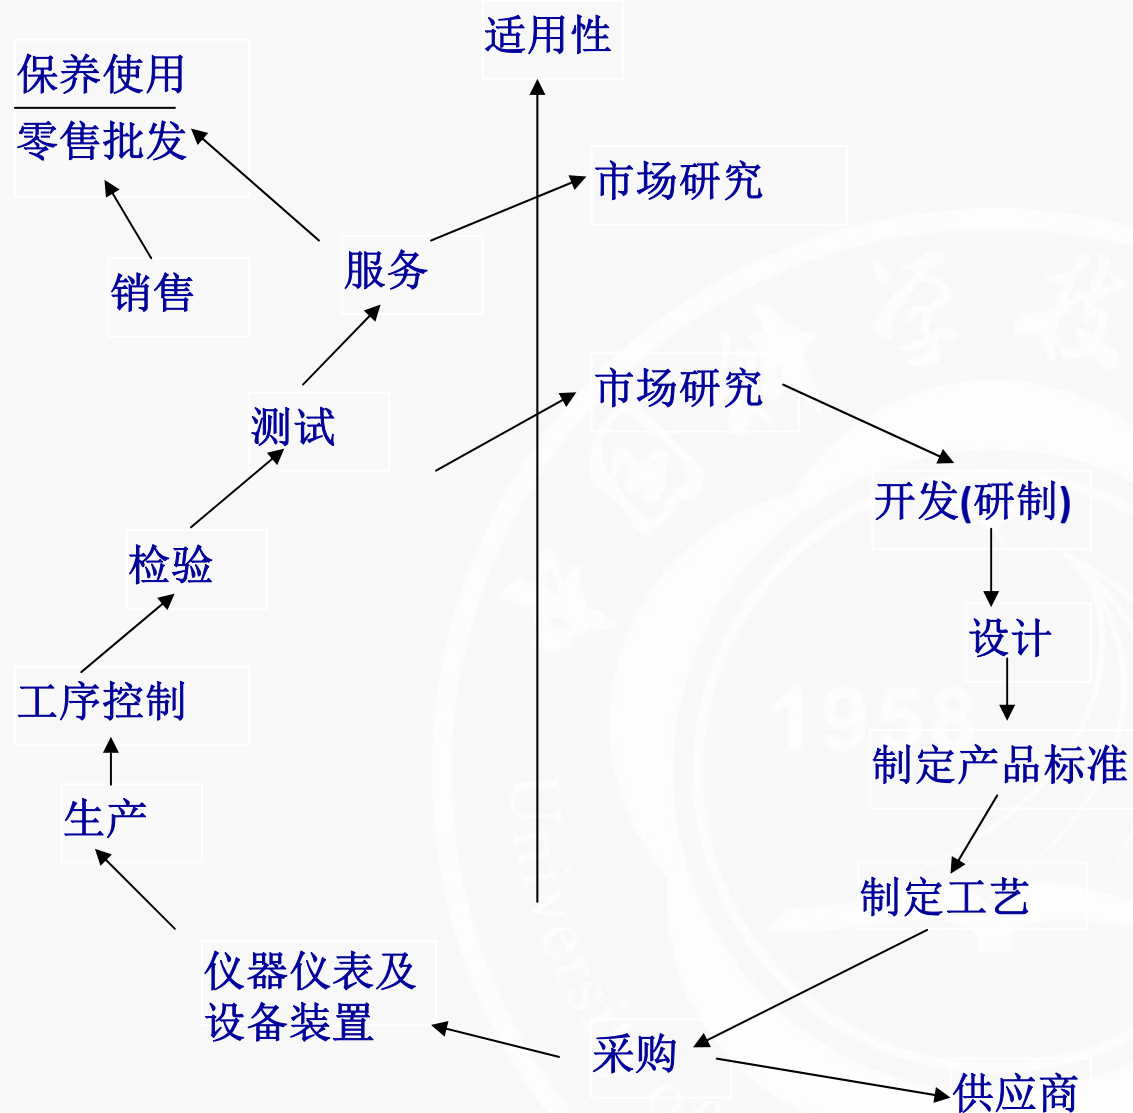 适用性
保养使用
零售批发
市场研究
服务
销售
市场研究
测试
开发(研制)
检验
设计
工序控制
1958
制定产品标准
生产
制定工艺
仪器仪表及
设备装置
采购
供应商